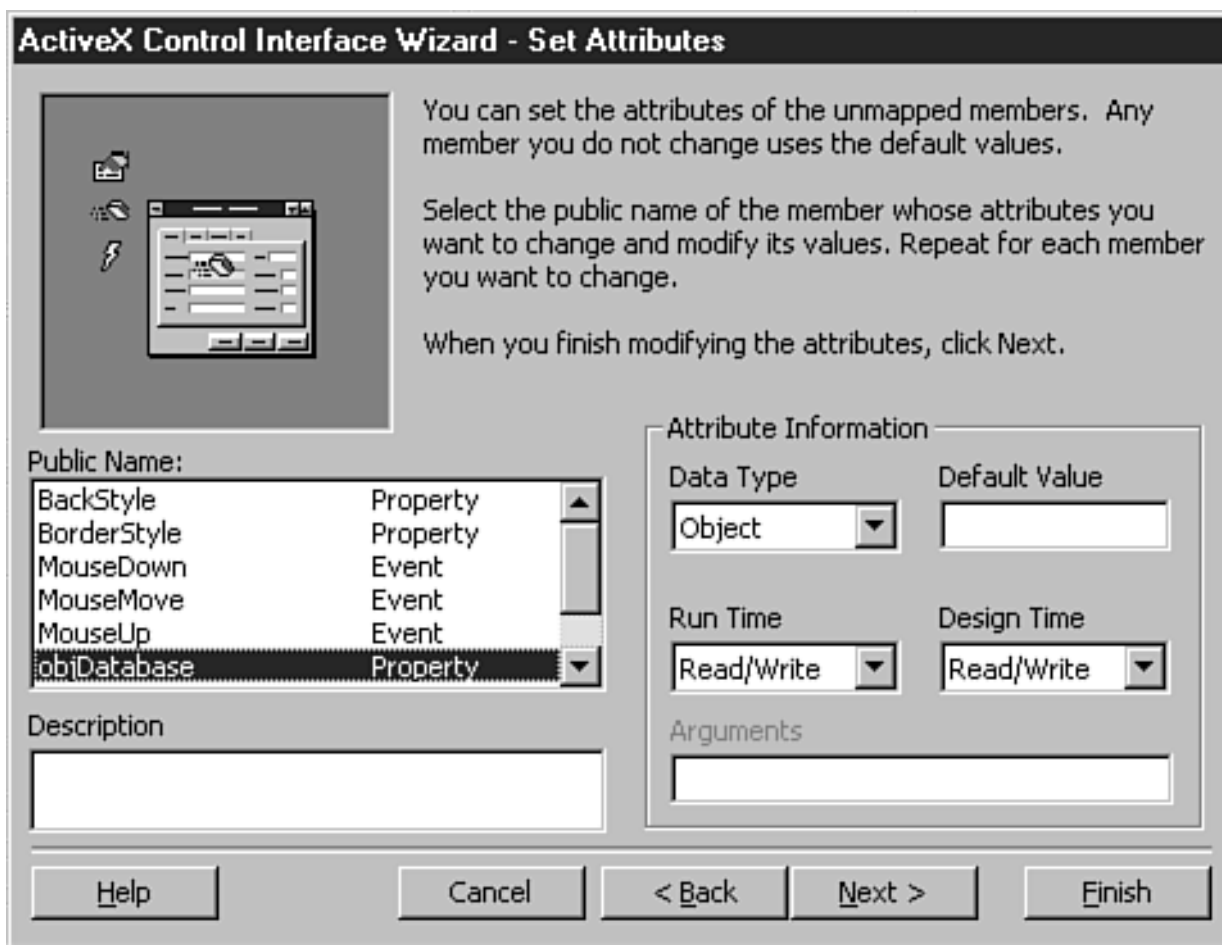 ActiveX Control Interface Wizard - Set Attributes
You can set the attributes of the unmapped members.  Any
member you do not change uses the default values.
Select the public name of the member whose attributes you
want to change and modify its values. Repeat for each member
you want to change.
When you finish modifying the attributes, click Next.
Public Name:
BackStyle Property
BorderStyle Property
MouseDown Event
MouseMove Event
MouseUp Event
objDatabase Property
Description
Attribute Information
Data Type Default Value
Object
Run Time Design Time
Read/Write Read/Write
Arguments
Help Cancel < Back Next > Finish